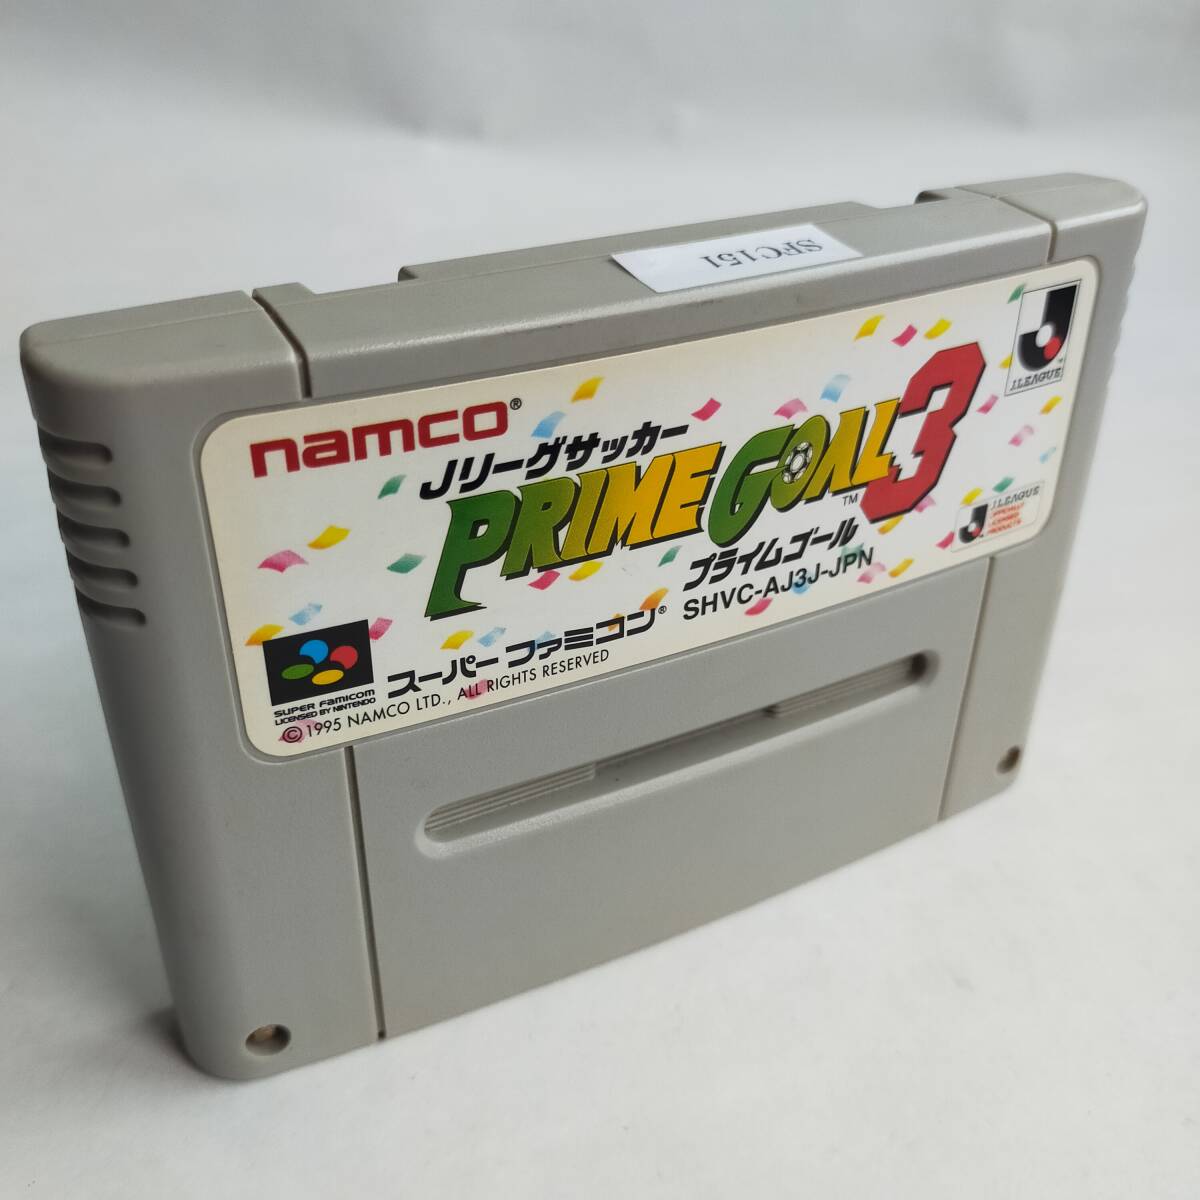 SFC151
namco®
Jリーグサッカー
PRIME GOAL 3
TM
プライムゴール
J.LEAGUE
TM
J.LEAGUE
OFFICIALLY
LICENSED
PRODUCTS
SUPER FAMICOM
LICENSED BY NINTENDO
スーパーファミコン®
SHVC-AJ3J-JPN
©1995 NAMCO LTD., ALL RIGHTS RESERVED